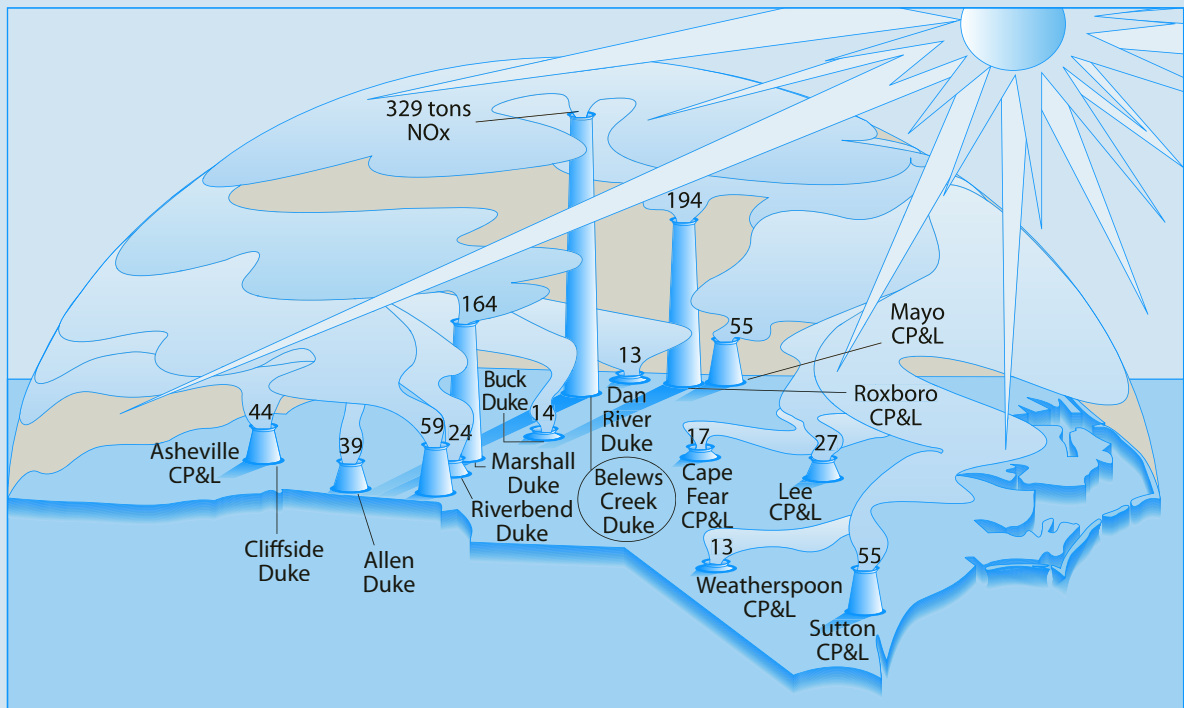 329 tons
NOx
194
164
55
Mayo
CP&L
13
Buck
Duke
Dan
River
Duke
Roxboro
CP&L
44
14
59
24
39
17
27
Asheville
CP&L
Marshall
Duke
Belews
Creek
Duke
Cape
Fear
CP&L
Lee
CP&L
Riverbend
Duke
Cliffside
Duke
Allen
Duke
13
55
Weatherspoon
CP&L
Sutton
CP&L